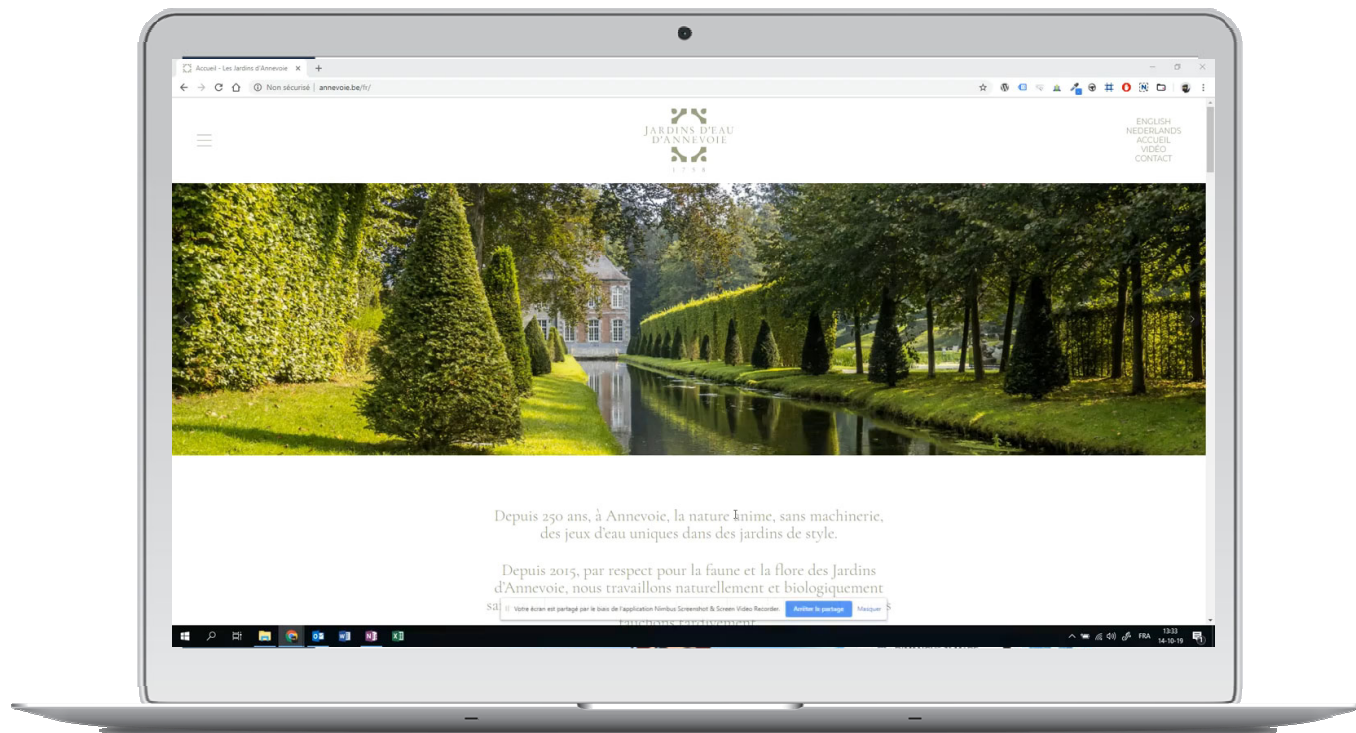 Accueil - Les Jardins d'Annevoie
Non sécurisé | annevoie.be/fr/
JARDINS D'EAU
D'ANNEVOIE
1758
ENGLISH
NEDERLANDS
ACCUEIL
VIDÉO
CONTACT
Depuis 250 ans, à Annevoie, la nature anime, sans machinerie,
des jeux d'eau uniques dans des jardins de style.
Depuis 2015, par respect pour la faune et la flore des Jardins
d'Annevoie, nous travaillons naturellement et biologiquement
Votre écran est partagé par le biais de l'application Nimbus Screenshot & Screen Video Recorder.
Arrêter le partage
Masquer
fauchons tardivement
FRA
13:33
14-10-19